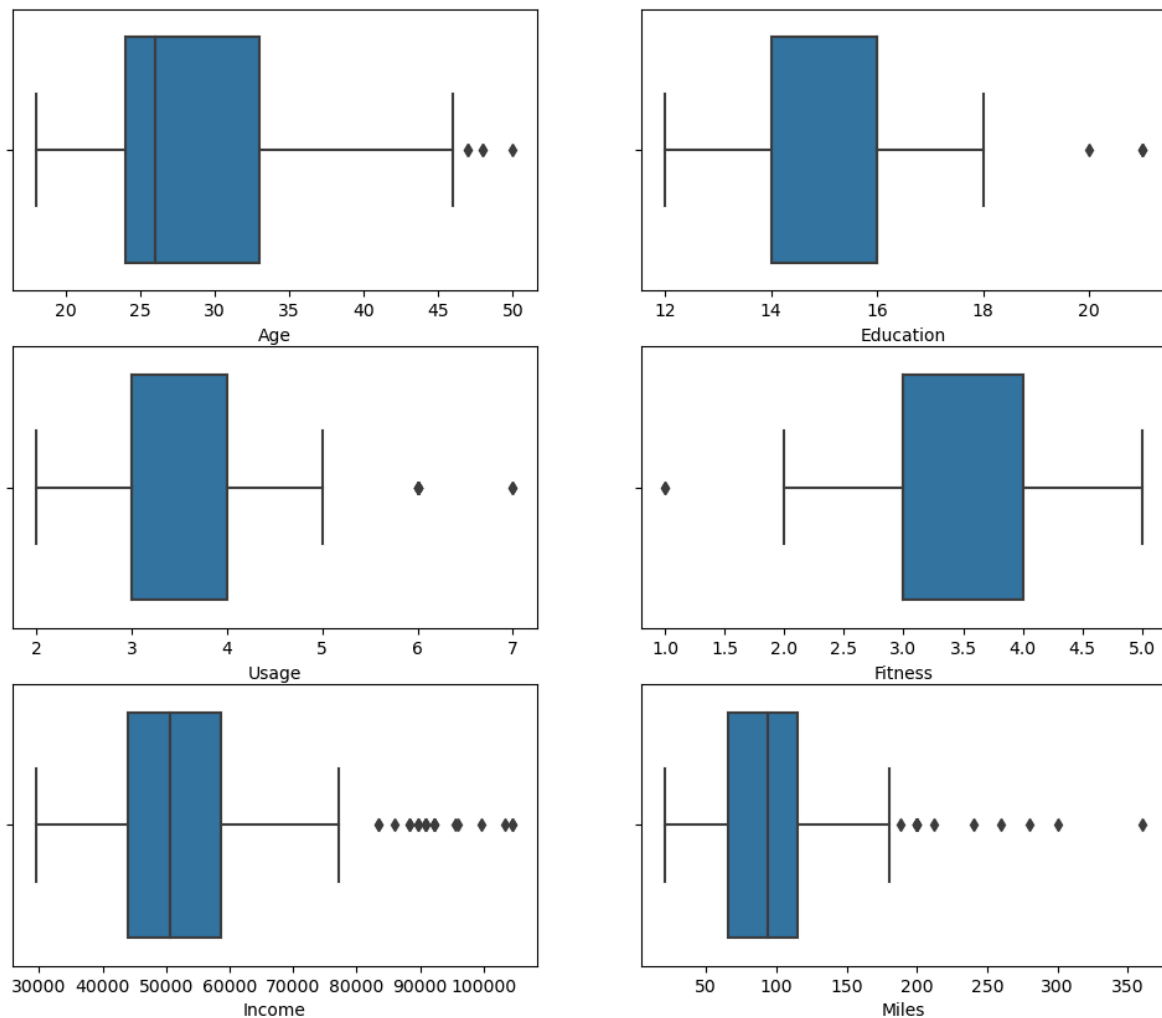 20 25 30 35 40 45 50
Age
12 14 16 18 20
Education
2 3 4 5 6 7
Usage
1.0 1.5 2.0 2.5 3.0 3.5 4.0 4.5 5.0
Fitness
30000 40000 50000 60000 70000 80000 90000 100000
Income
50 100 150 200 250 300 350
Miles